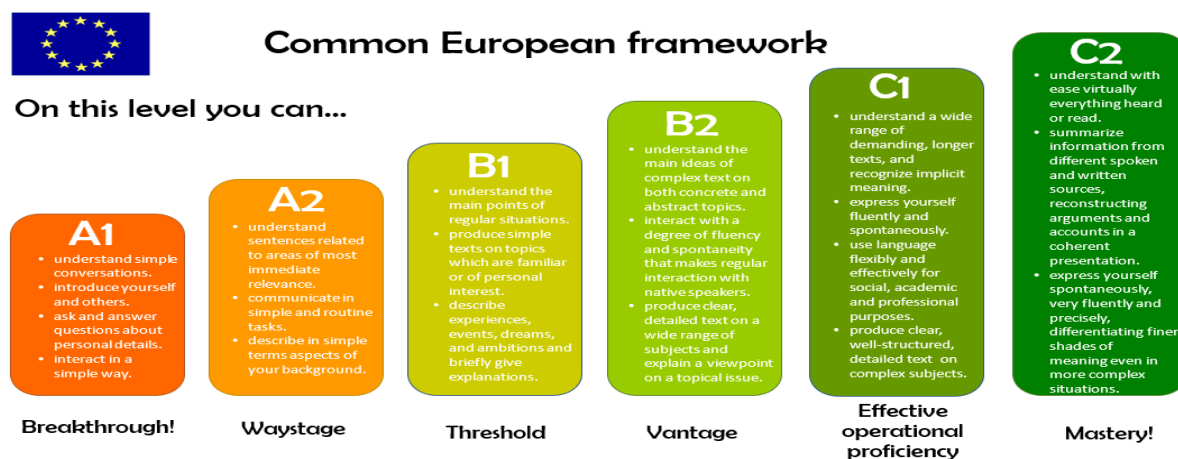 Common European framework
On this level you can...
A1
• understand simple
conversations.
• introduce yourself
and others.
• ask and answer
questions about
personal details.
• interact in a
simple way.
Breakthrough!
A2
• understand
sentences related
to areas of most
immediate
relevance.
• communicate in
simple and routine
tasks.
• describe in simple
terms aspects of
your background.
Waystage
B1
• understand the
main points of
regular situations.
• produce simple
texts on topics
which are familiar
or of personal
interest.
• describe
experiences,
events, dreams,
and ambitions and
briefly give
explanations.
Threshold
B2
• understand the
main ideas of
complex text on
both concrete and
abstract topics.
• interact with a
degree of fluency
and spontaneity
that makes regular
interaction with
native speakers.
• produce clear,
detailed text on a
wide range of
subjects and
explain a viewpoint
on a topical issue.
Vantage
C1
• understand a wide
range of
demanding, longer
texts, and
recognize implicit
meaning.
• express yourself
fluently and
spontaneously.
• use language
flexibly and
effectively for
social, academic
and professional
purposes.
• produce clear,
well-structured,
detailed text on
complex subjects.
Effective
operational
proficiency
C2
• understand with
ease virtually
everything heard
or read.
• summarize
information from
different spoken
and written
sources,
reconstructing
arguments and
accounts in a
coherent
presentation.
• express yourself
spontaneously,
very fluently and
precisely,
differentiating finer
shades of
meaning even in
more complex
situations.
Mastery!